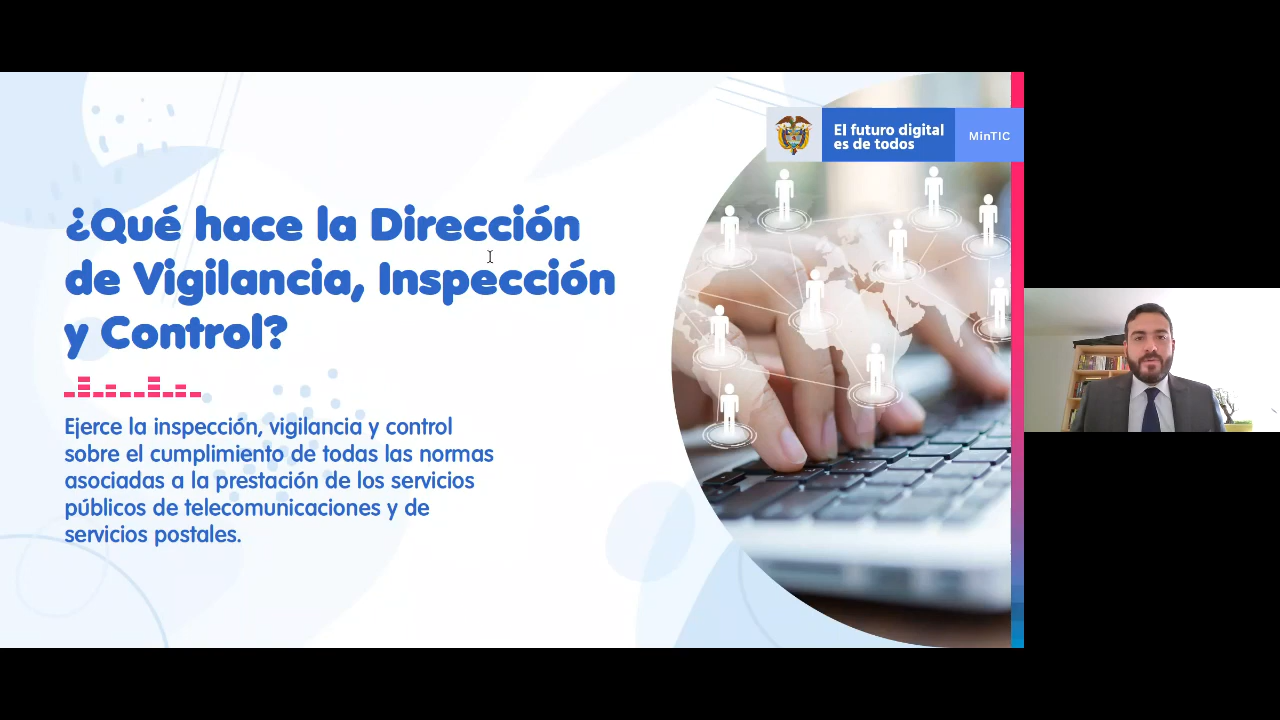 El futuro digital
es de todos
MinTIC
¿Qué hace la Dirección
de Vigilancia, Inspección
y Control?
Ejerce la inspección, vigilancia y control
sobre el cumplimiento de todas las normas
asociadas a la prestación de los servicios
públicos de telecomunicaciones y de
servicios postales.